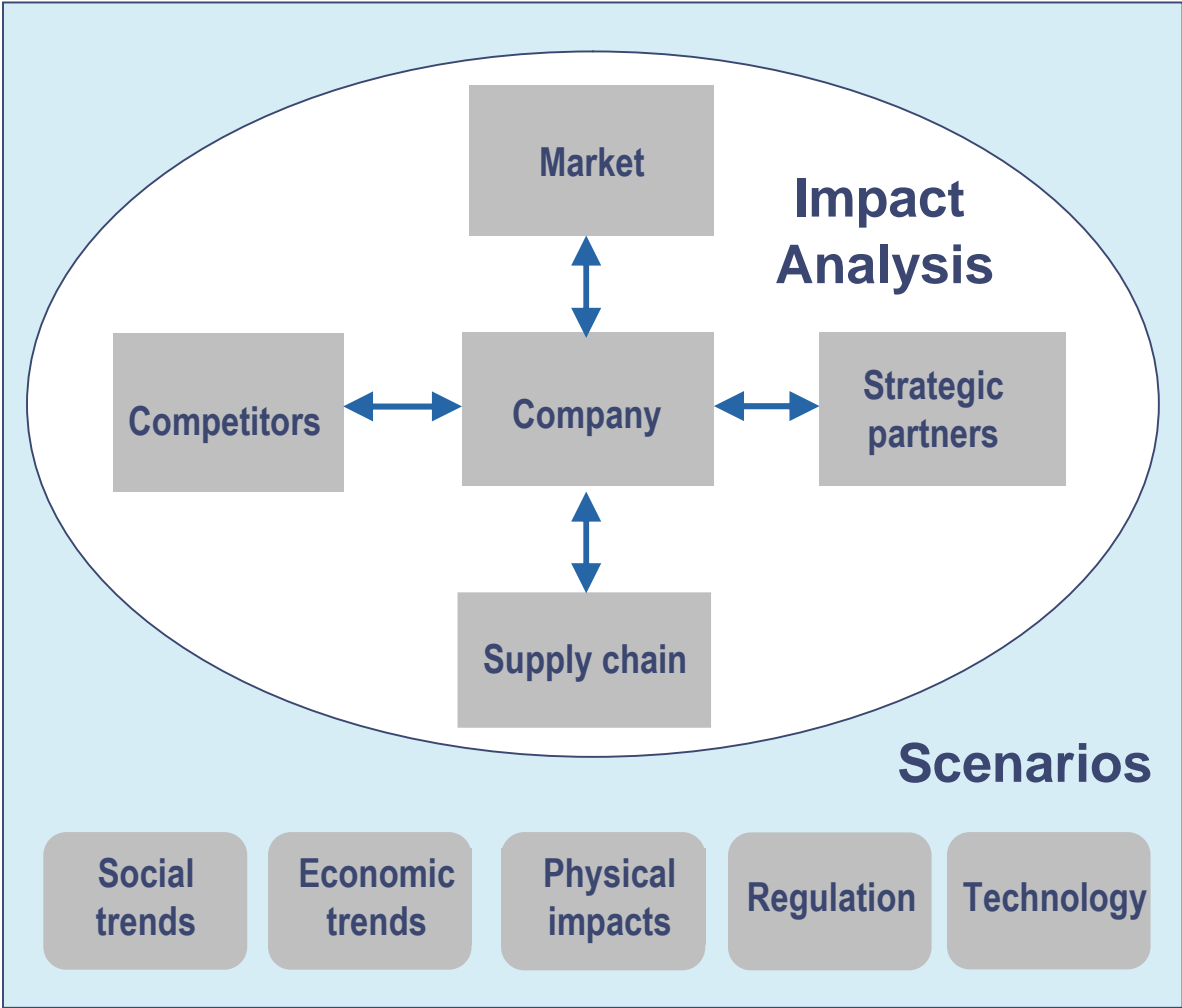 Market
Impact
Analysis
Competitors
Company
Strategic
partners
Supply chain
Scenarios
Social
trends
Economic
trends
Physical
impacts
Regulation
Technology